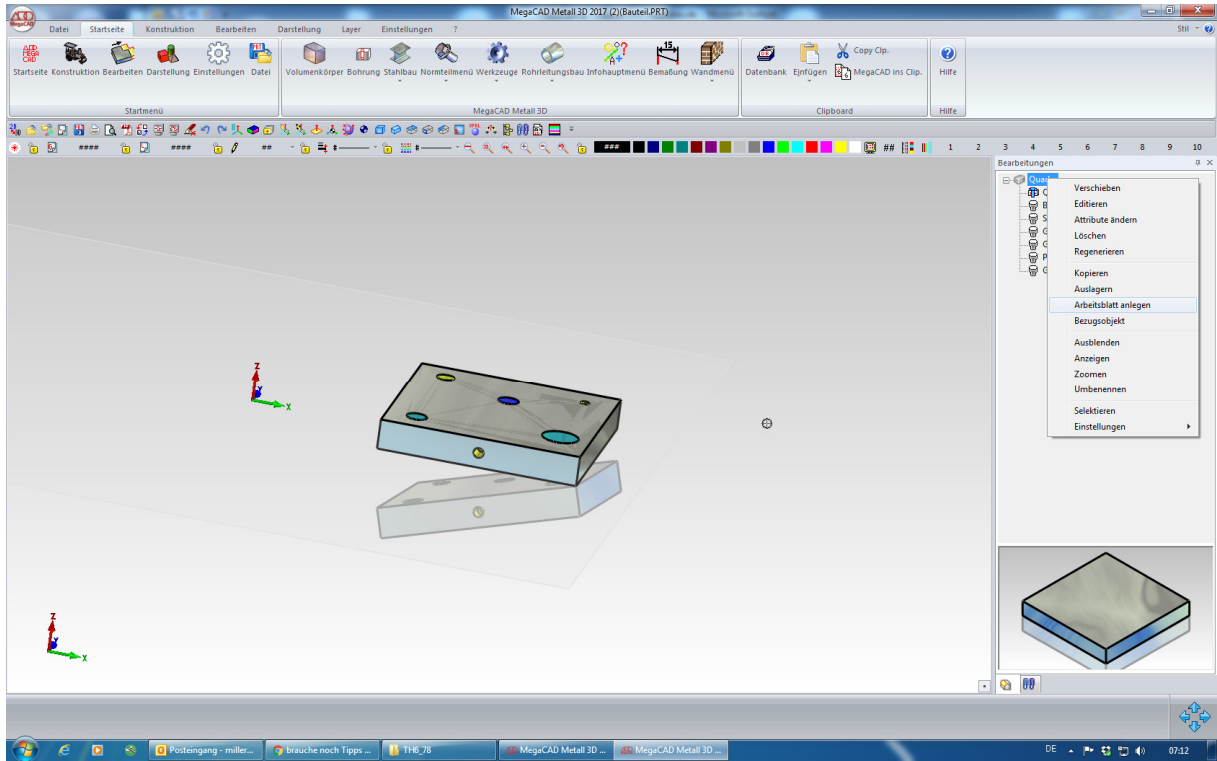 MegaCAD Metall 3D 2017 (2)(Bauteil.PRT)
MegaCAD
Datei Startseite Konstruktion Bearbeiten Darstellung Layer Einstellungen ? Stil
Copy Clp.
MegaCAD ins Clp.
Startseite Konstruktion Bearbeiten Darstellung Einstellungen Datei Volumenkörper Bohrung Stahlbau Normteilmenü Werkzeuge Rohrleitungsbau Infohauptmenü Bemaßung Wandmenü Datenbank Einfügen Hilfe
Startmenü MegaCAD Metall 3D Clipboard Hilfe
#### #### ## ### ## 1 2 3 4 5 6 7 8 9 10
Bearbeitungen
Verschieben
Editieren
Attribute ändern
Löschen
Regenerieren
Kopieren
Auslagern
Arbeitsblatt anlegen
Bezugsobjekt
Ausblenden
Anzeigen
Zoomen
Umbenennen
Selektieren
Einstellungen
Z
Y
X
Z
Y
X
Posteingang - miller... brauche noch Tipps ... TH6_78 MegaCAD Metall 3D ... MegaCAD Metall 3D ... DE 07:12